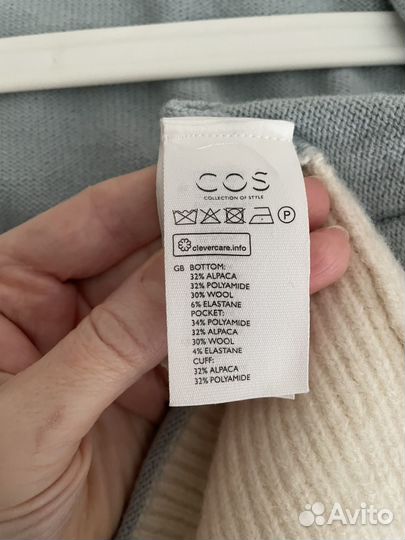 COS
COLLECTION OF STYLE
P
clevercare.info
GB BOTTOM:
32% ALPACA
32% POLYAMIDE
30% WOOL
6% ELASTANE
POCKET:
34% POLYAMIDE
32% ALPACA
30% WOOL
4% ELASTANE
CUFF:
32% ALPACA
32% POLYAMIDE
Avito